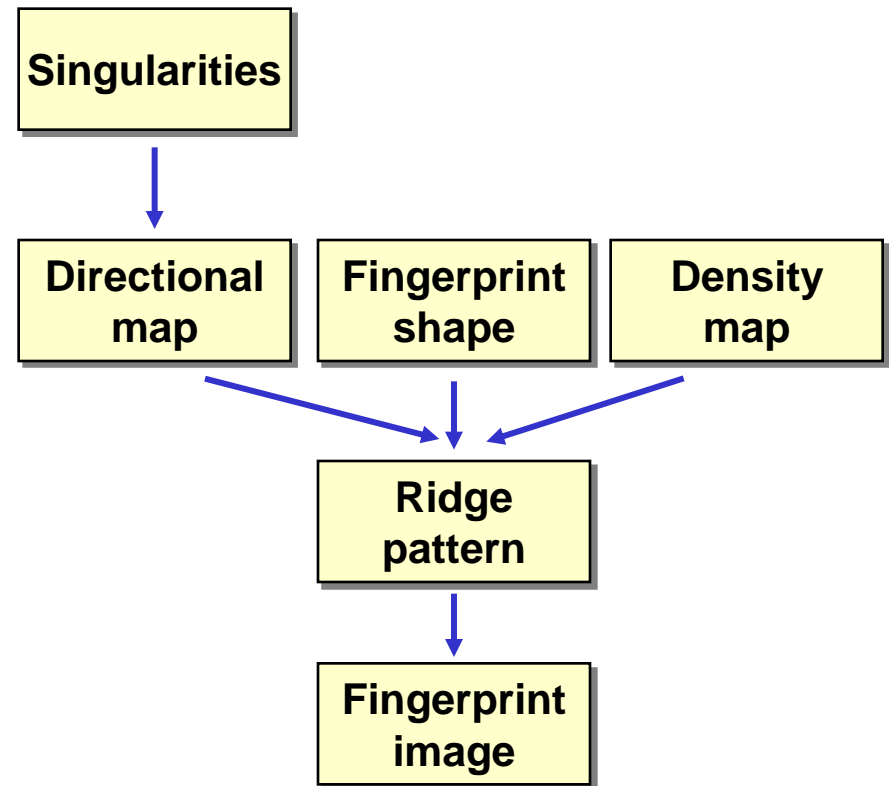 Singularities
Directional
map
Fingerprint
shape
Density
map
Ridge
pattern
Fingerprint
image